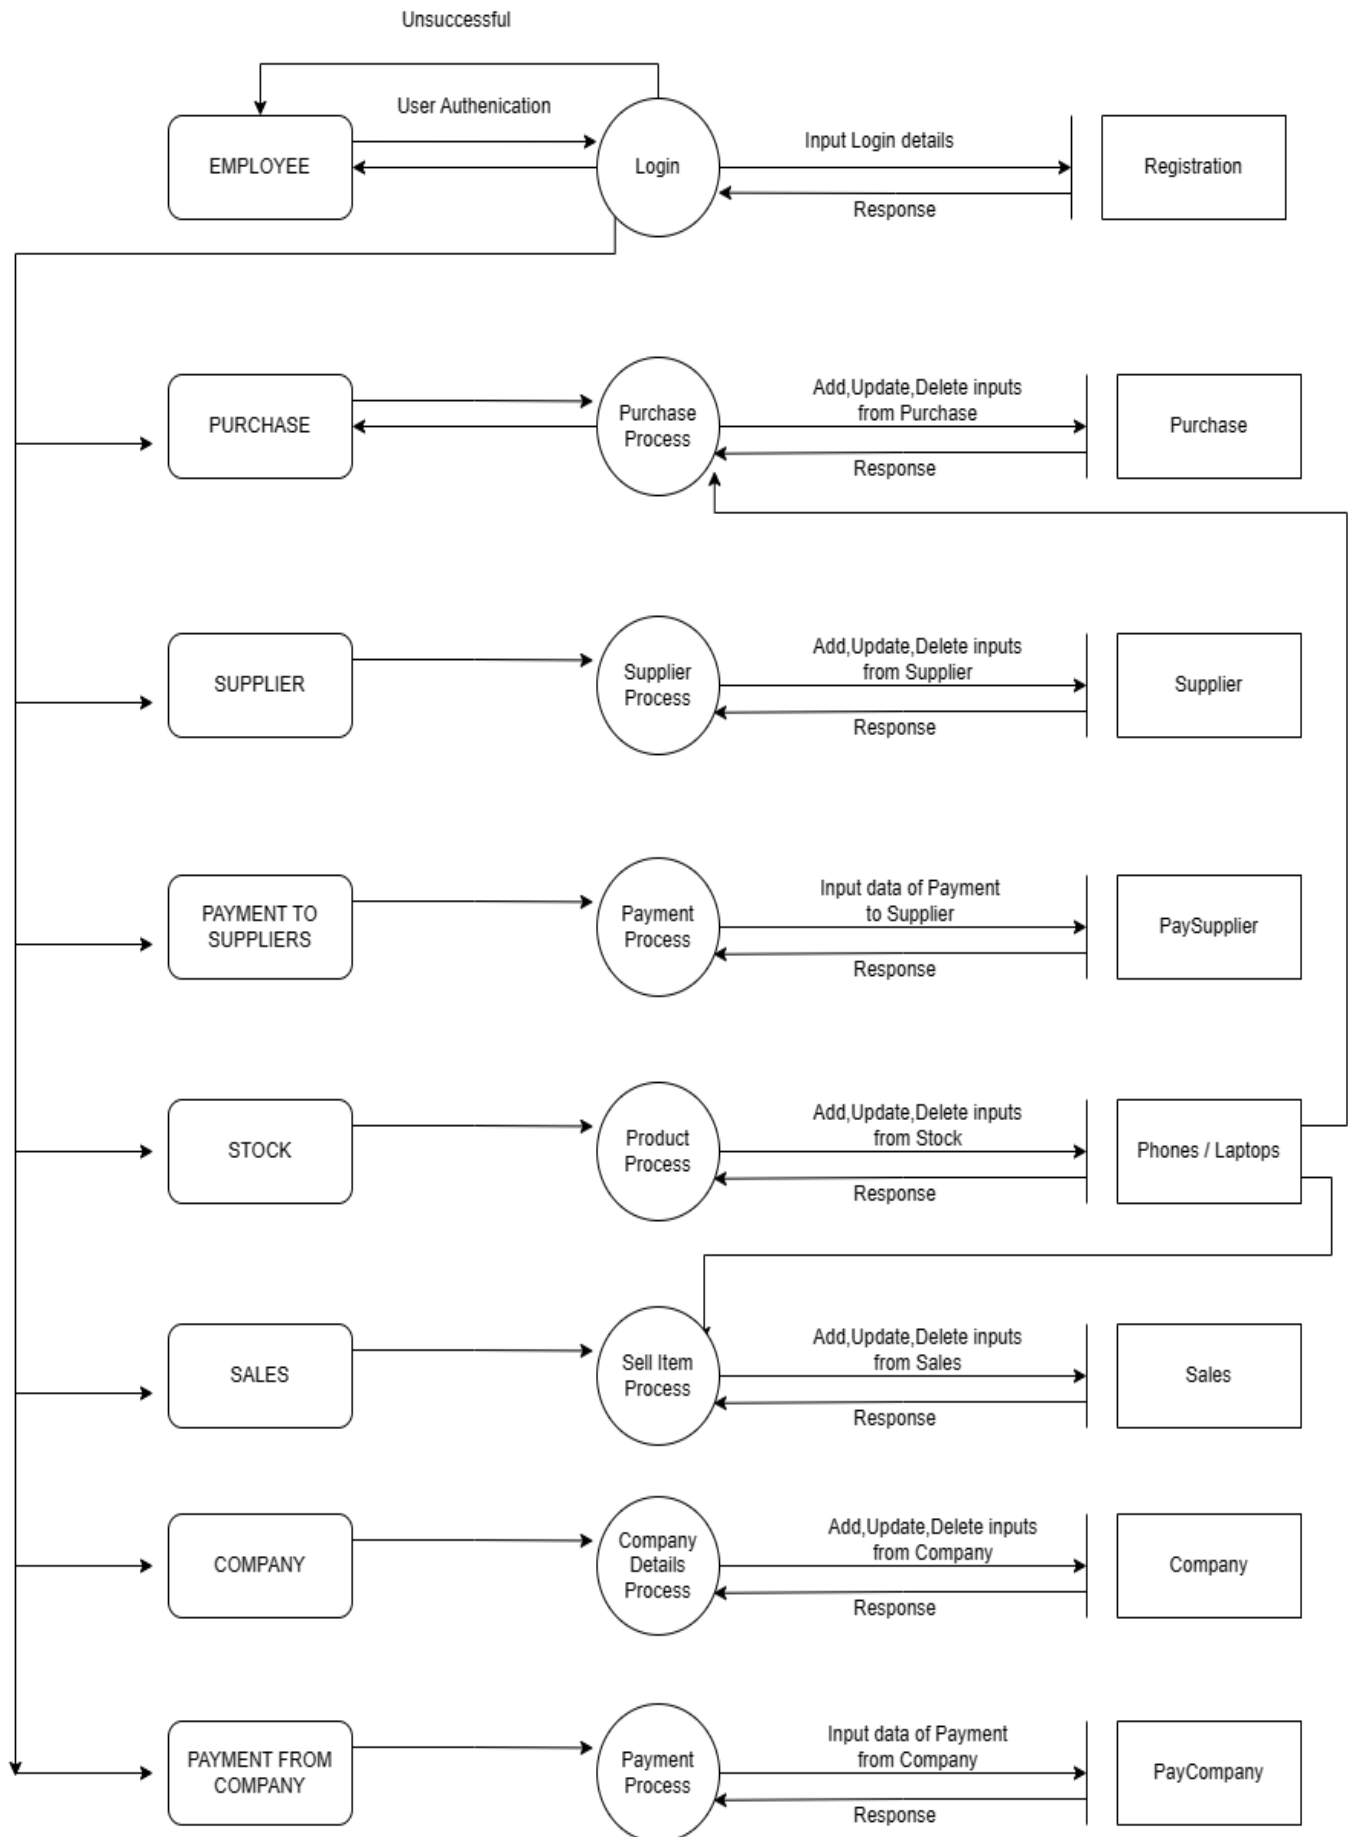 Unsuccessful
User Authenication
EMPLOYEE
Login
Input Login details
Response
Registration
PURCHASE
Purchase
Process
Add,Update,Delete inputs
from Purchase
Response
Purchase
SUPPLIER
Supplier
Process
Add,Update,Delete inputs
from Supplier
Response
Supplier
PAYMENT TO
SUPPLIERS
Payment
Process
Input data of Payment
to Supplier
Response
PaySupplier
STOCK
Product
Process
Add,Update,Delete inputs
from Stock
Response
Phones / Laptops
SALES
Sell Item
Process
Add,Update,Delete inputs
from Sales
Response
Sales
COMPANY
Company
Details
Process
Add,Update,Delete inputs
from Company
Response
Company
PAYMENT FROM
COMPANY
Payment
Process
Input data of Payment
from Company
Response
PayCompany